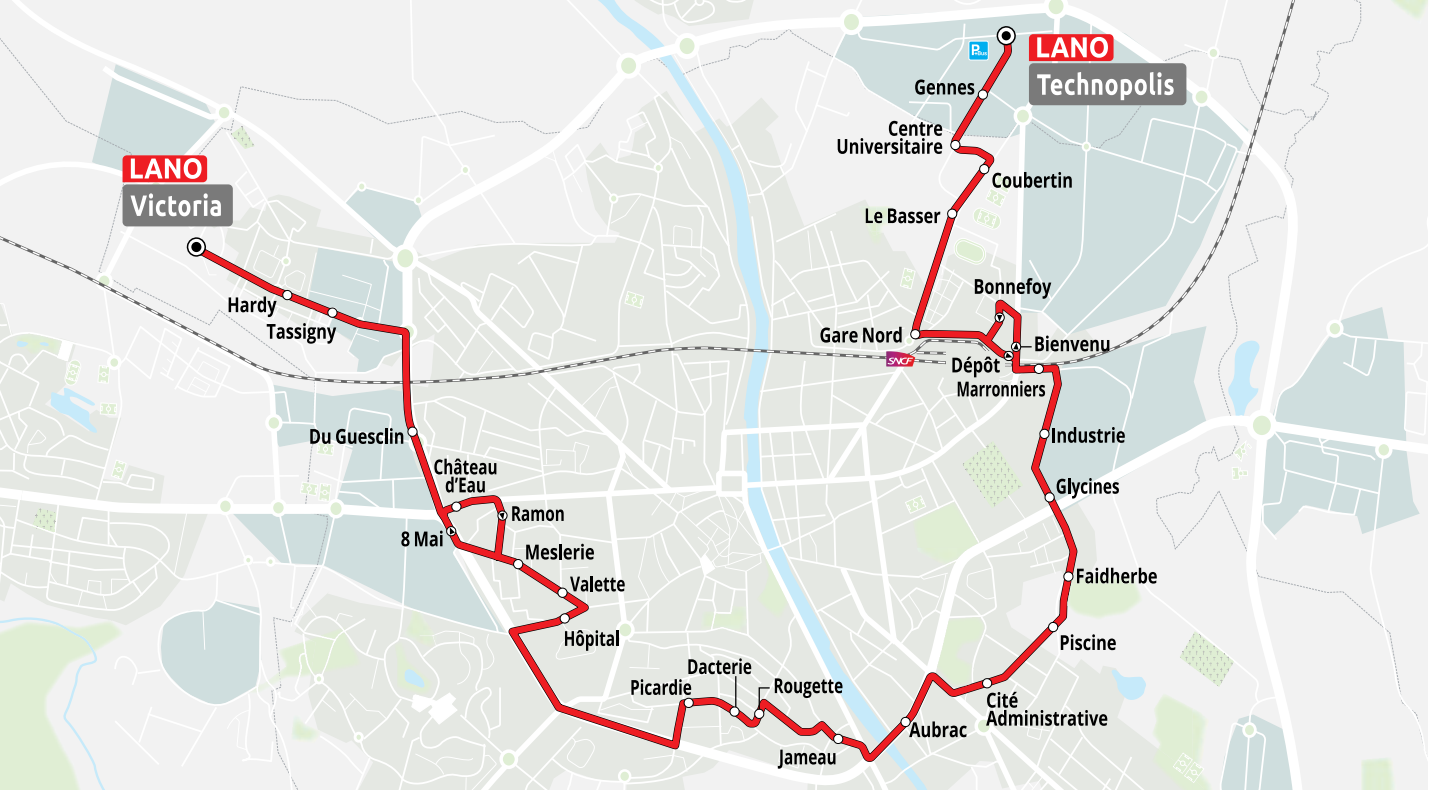 LANO
Technopolis
P
+Bus
Gennes
Centre
Universitaire
Coubertin
LANO
Victoria
Le Basser
Hardy
Tassigny
Bonnefoy
Gare Nord
Bienvenu
SNCF
Dépôt
Marronniers
Du Guesclin
Industrie
Château
d'Eau
Glycines
Ramon
8 Mai
Meslerie
Valette
Faidherbe
Hôpital
Piscine
Dacterie
Picardie
Rougette
Cité
Administrative
Aubrac
Jameau